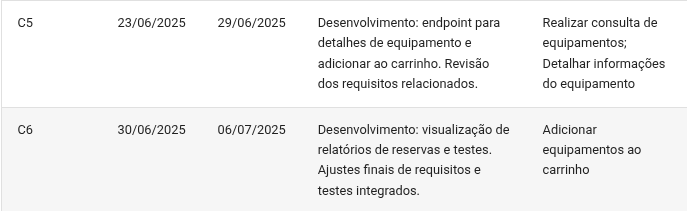 C5 23/06/2025 29/06/2025 Desenvolvimento: endpoint para Realizar consulta de
detalhes de equipamento e equipamentos;
adicionar ao carrinho. Revisão Detalhar informações
dos requisitos relacionados. do equipamento
C6 30/06/2025 06/07/2025 Desenvolvimento: visualização de Adicionar
relatórios de reservas e testes. equipamentos ao
Ajustes finais de requisitos e carrinho
testes integrados.